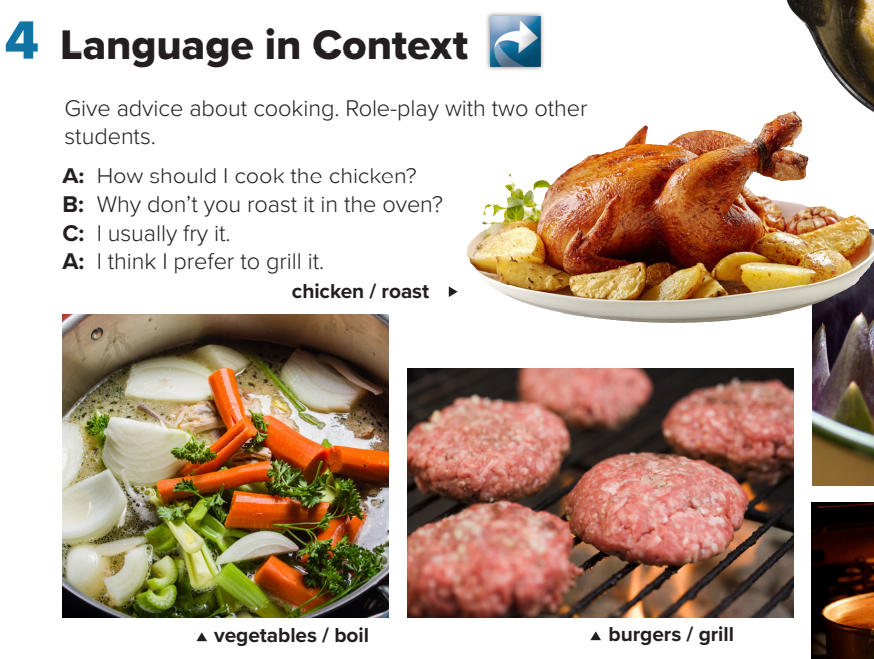 4 Language in Context
Give advice about cooking. Role-play with two other
students.
A: How should I cook the chicken?
B: Why don't you roast it in the oven?
C: I usually fry it.
A: I think I prefer to grill it.
chicken / roast ►
▲ vegetables / boil
▲ burgers / grill